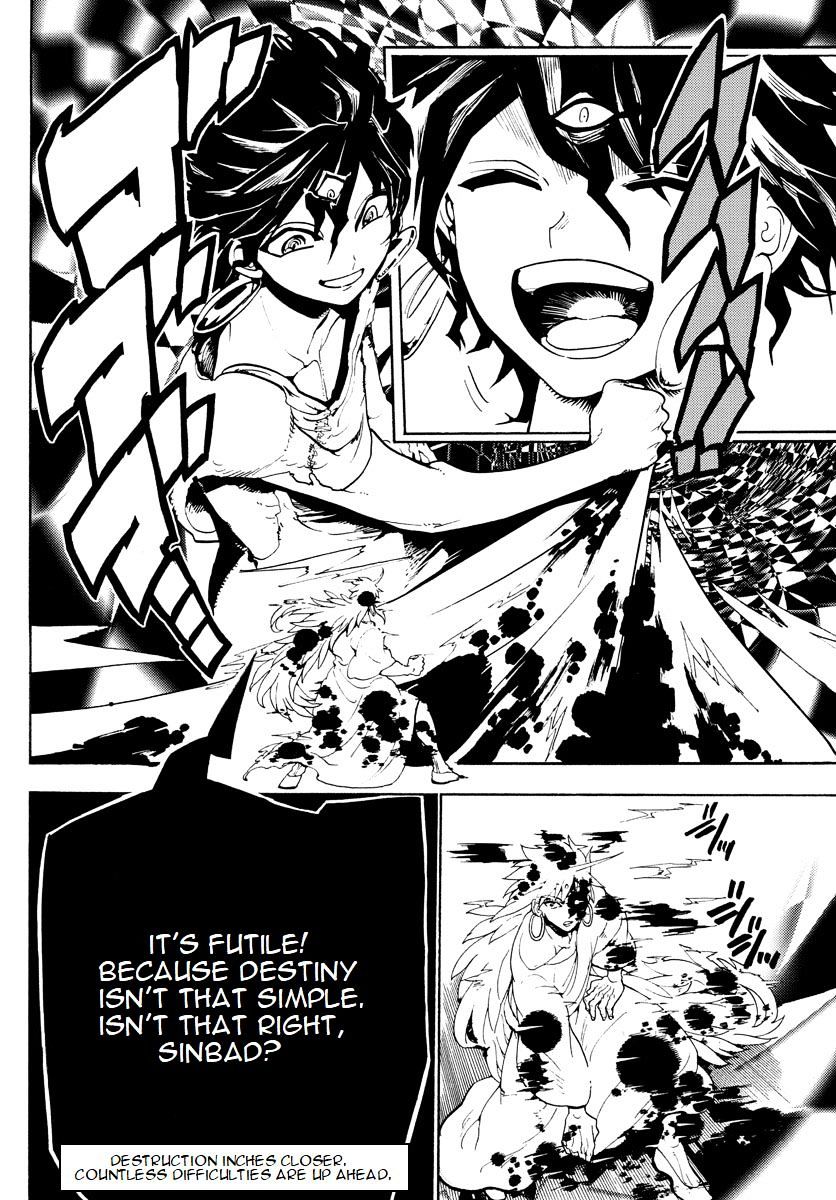 IT'S FUTILE!
BECAUSE DESTINY
ISN'T THAT SIMPLE.
ISN'T THAT RIGHT,
SINBAD?
DESTRUCTION INCHES CLOSER.
COUNTLESS DIFFICULTIES ARE UP AHEAD.